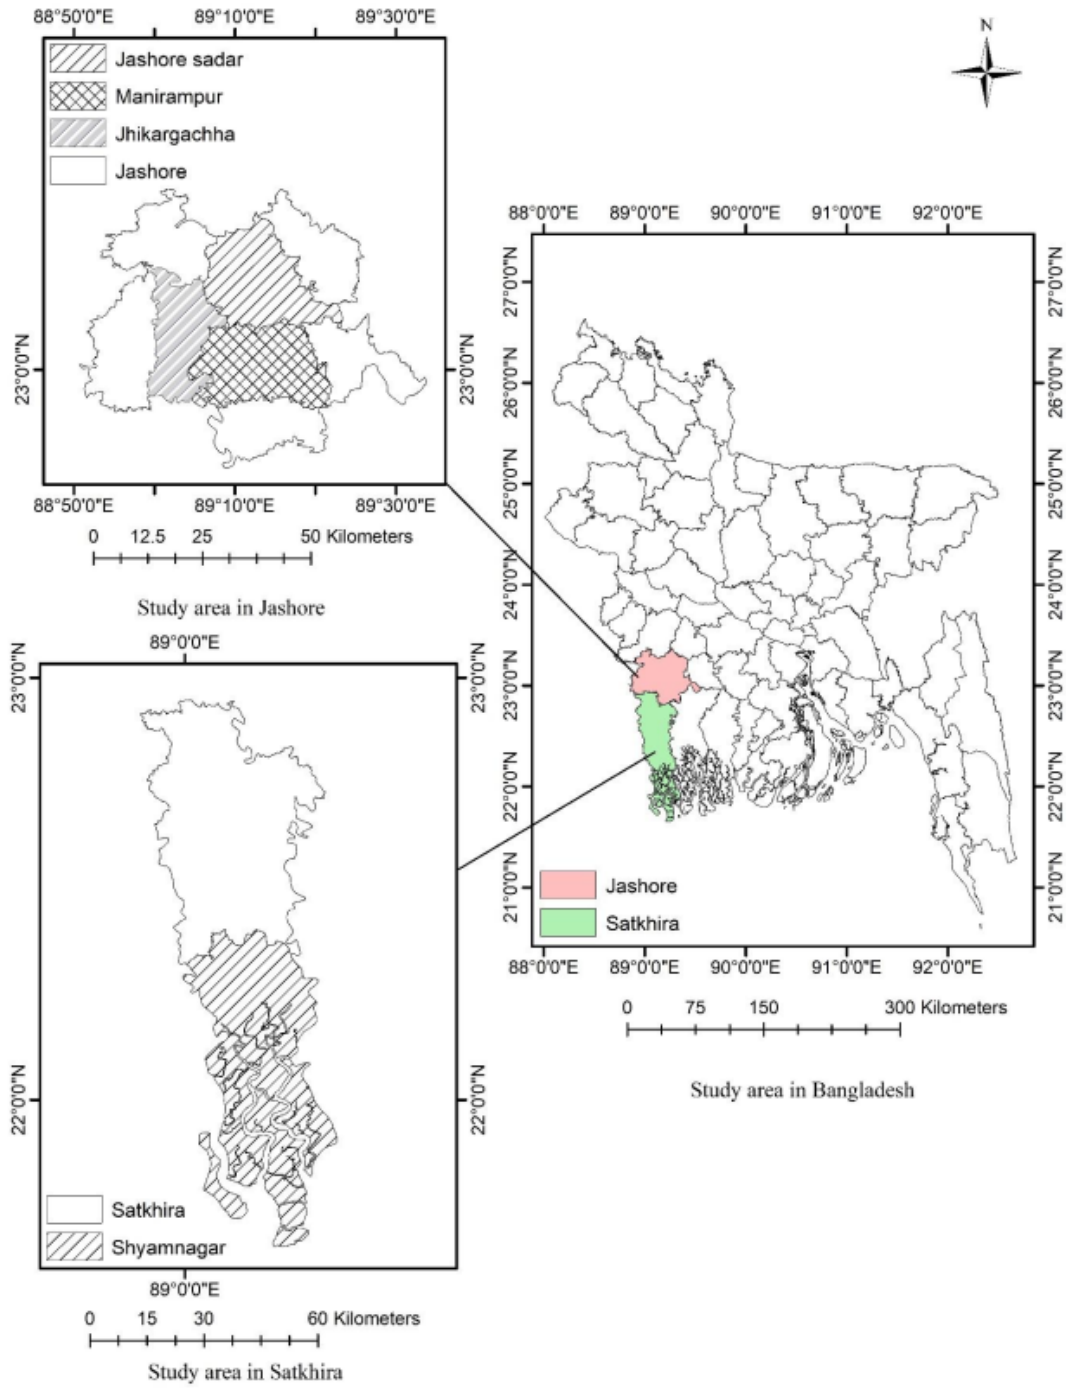 88°50'0"E 89°10'0"E 89°30'0"E
N
Jashore sadar
Manirampur
Jhikargachha
Jashore
23°0'0"N 23°0'0"N
88°50'0"E 89°10'0"E 89°30'0"E
0 12.5 25 50 Kilometers
Study area in Jashore
88°0'0"E 89°0'0"E 90°0'0"E 91°0'0"E 92°0'0"E
27°0'0"N 27°0'0"N
26°0'0"N 26°0'0"N
25°0'0"N 25°0'0"N
24°0'0"N 24°0'0"N
23°0'0"N 23°0'0"N
22°0'0"N 22°0'0"N
21°0'0"N 21°0'0"N
Jashore
Satkhira
88°0'0"E 89°0'0"E 90°0'0"E 91°0'0"E 92°0'0"E
0 75 150 300 Kilometers
Study area in Bangladesh
89°0'0"E
23°0'0"N 23°0'0"N
22°0'0"N 22°0'0"N
Satkhira
Shyamnagar
89°0'0"E
0 15 30 60 Kilometers
Study area in Satkhira